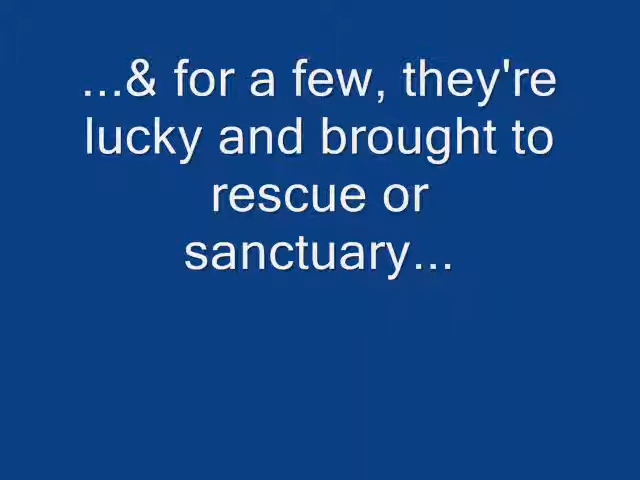 ...& for a few, they're
lucky and brought to
rescue or
sanctuary...